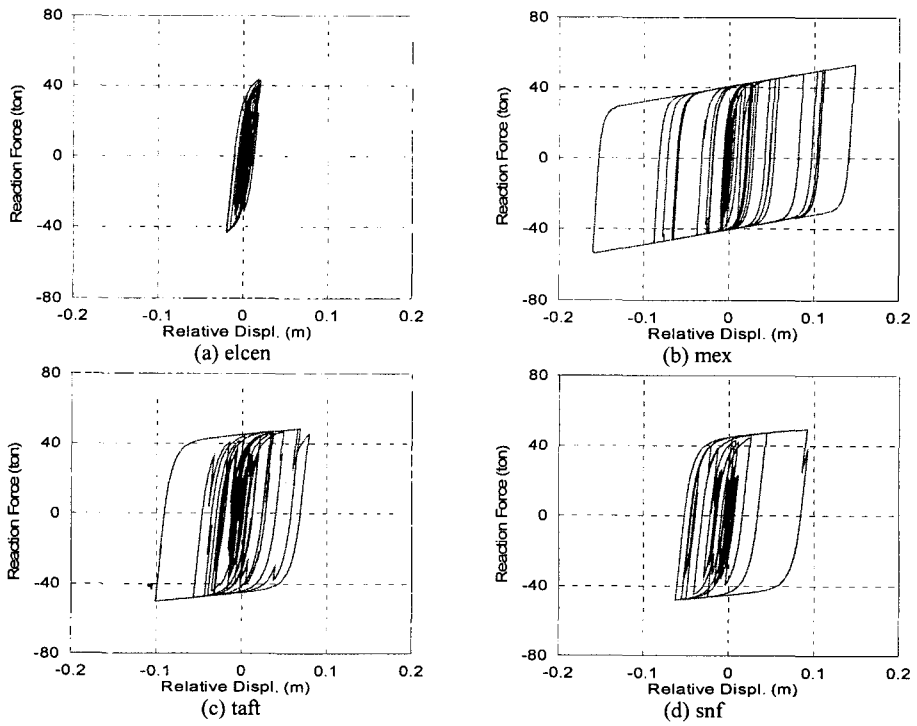 80
40
0
-40
-80
Reaction Force (ton)
-0.2 -0.1 0 0.1 0.2
Relative Displ. (m)
(a) elcen
80
40
0
-40
-80
Reaction Force (ton)
-0.2 -0.1 0 0.1 0.2
Relative Displ. (m)
(b) mex
80
40
0
-40
-80
Reaction Force (ton)
-0.2 -0.1 0 0.1 0.2
Relative Displ. (m)
(c) taft
80
40
0
-40
-80
Reaction Force (ton)
-0.2 -0.1 0 0.1 0.2
Relative Displ. (m)
(d) snf